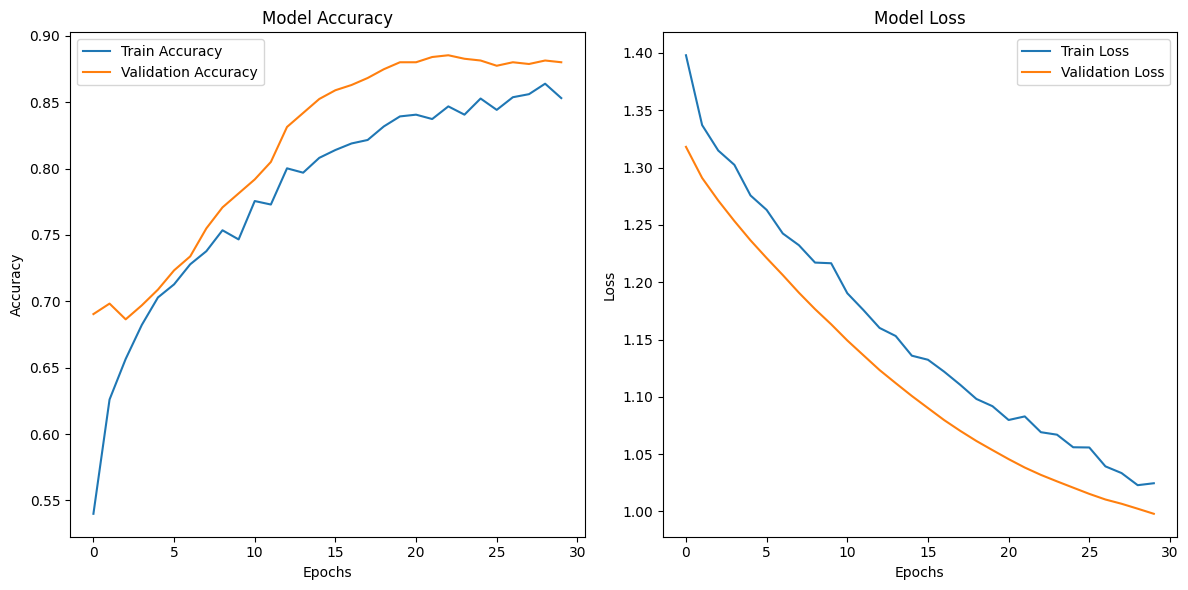 Model Accuracy
Train Accuracy
Validation Accuracy
Accuracy
0.90
0.85
0.80
0.75
0.70
0.65
0.60
0.55
0 5 10 15 20 25 30
Epochs
Model Loss
Train Loss
Validation Loss
Loss
1.40
1.35
1.30
1.25
1.20
1.15
1.10
1.05
1.00
0 5 10 15 20 25 30
Epochs